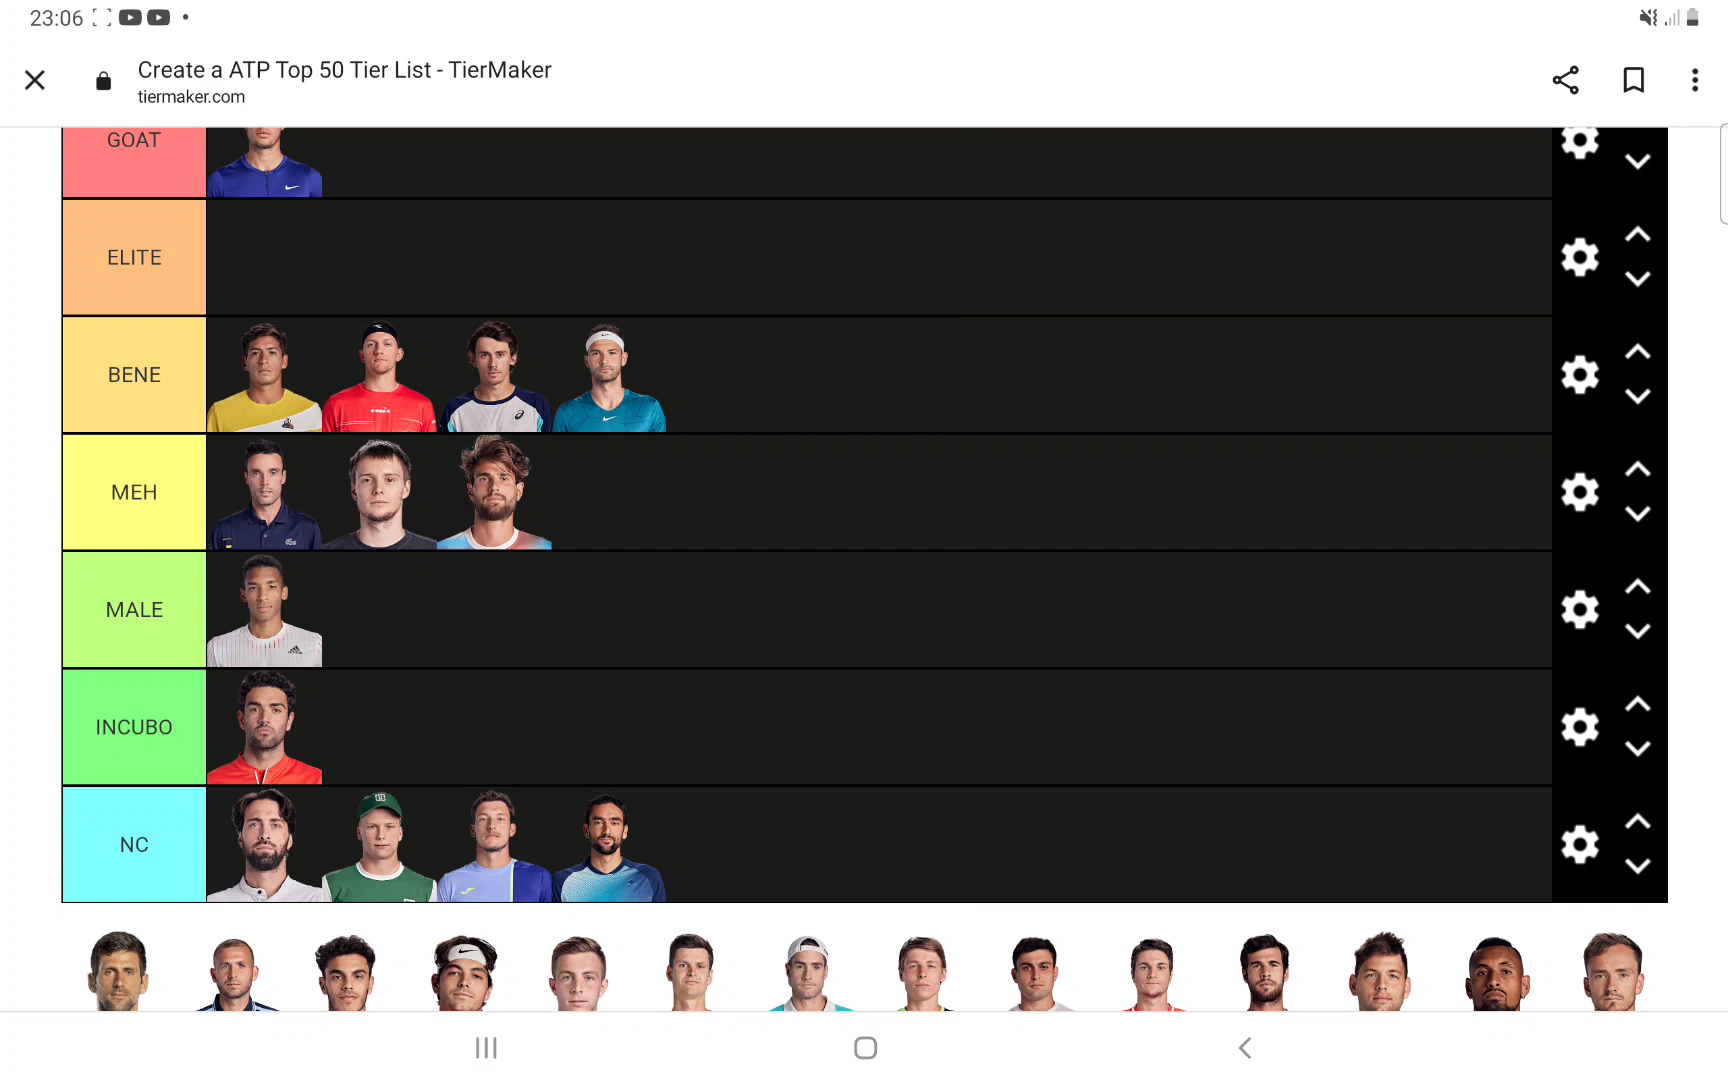 23:06
Create a ATP Top 50 Tier List - TierMaker
tiermaker.com
GOAT
ELITE
BENE
MEH
MALE
INCUBO
NC